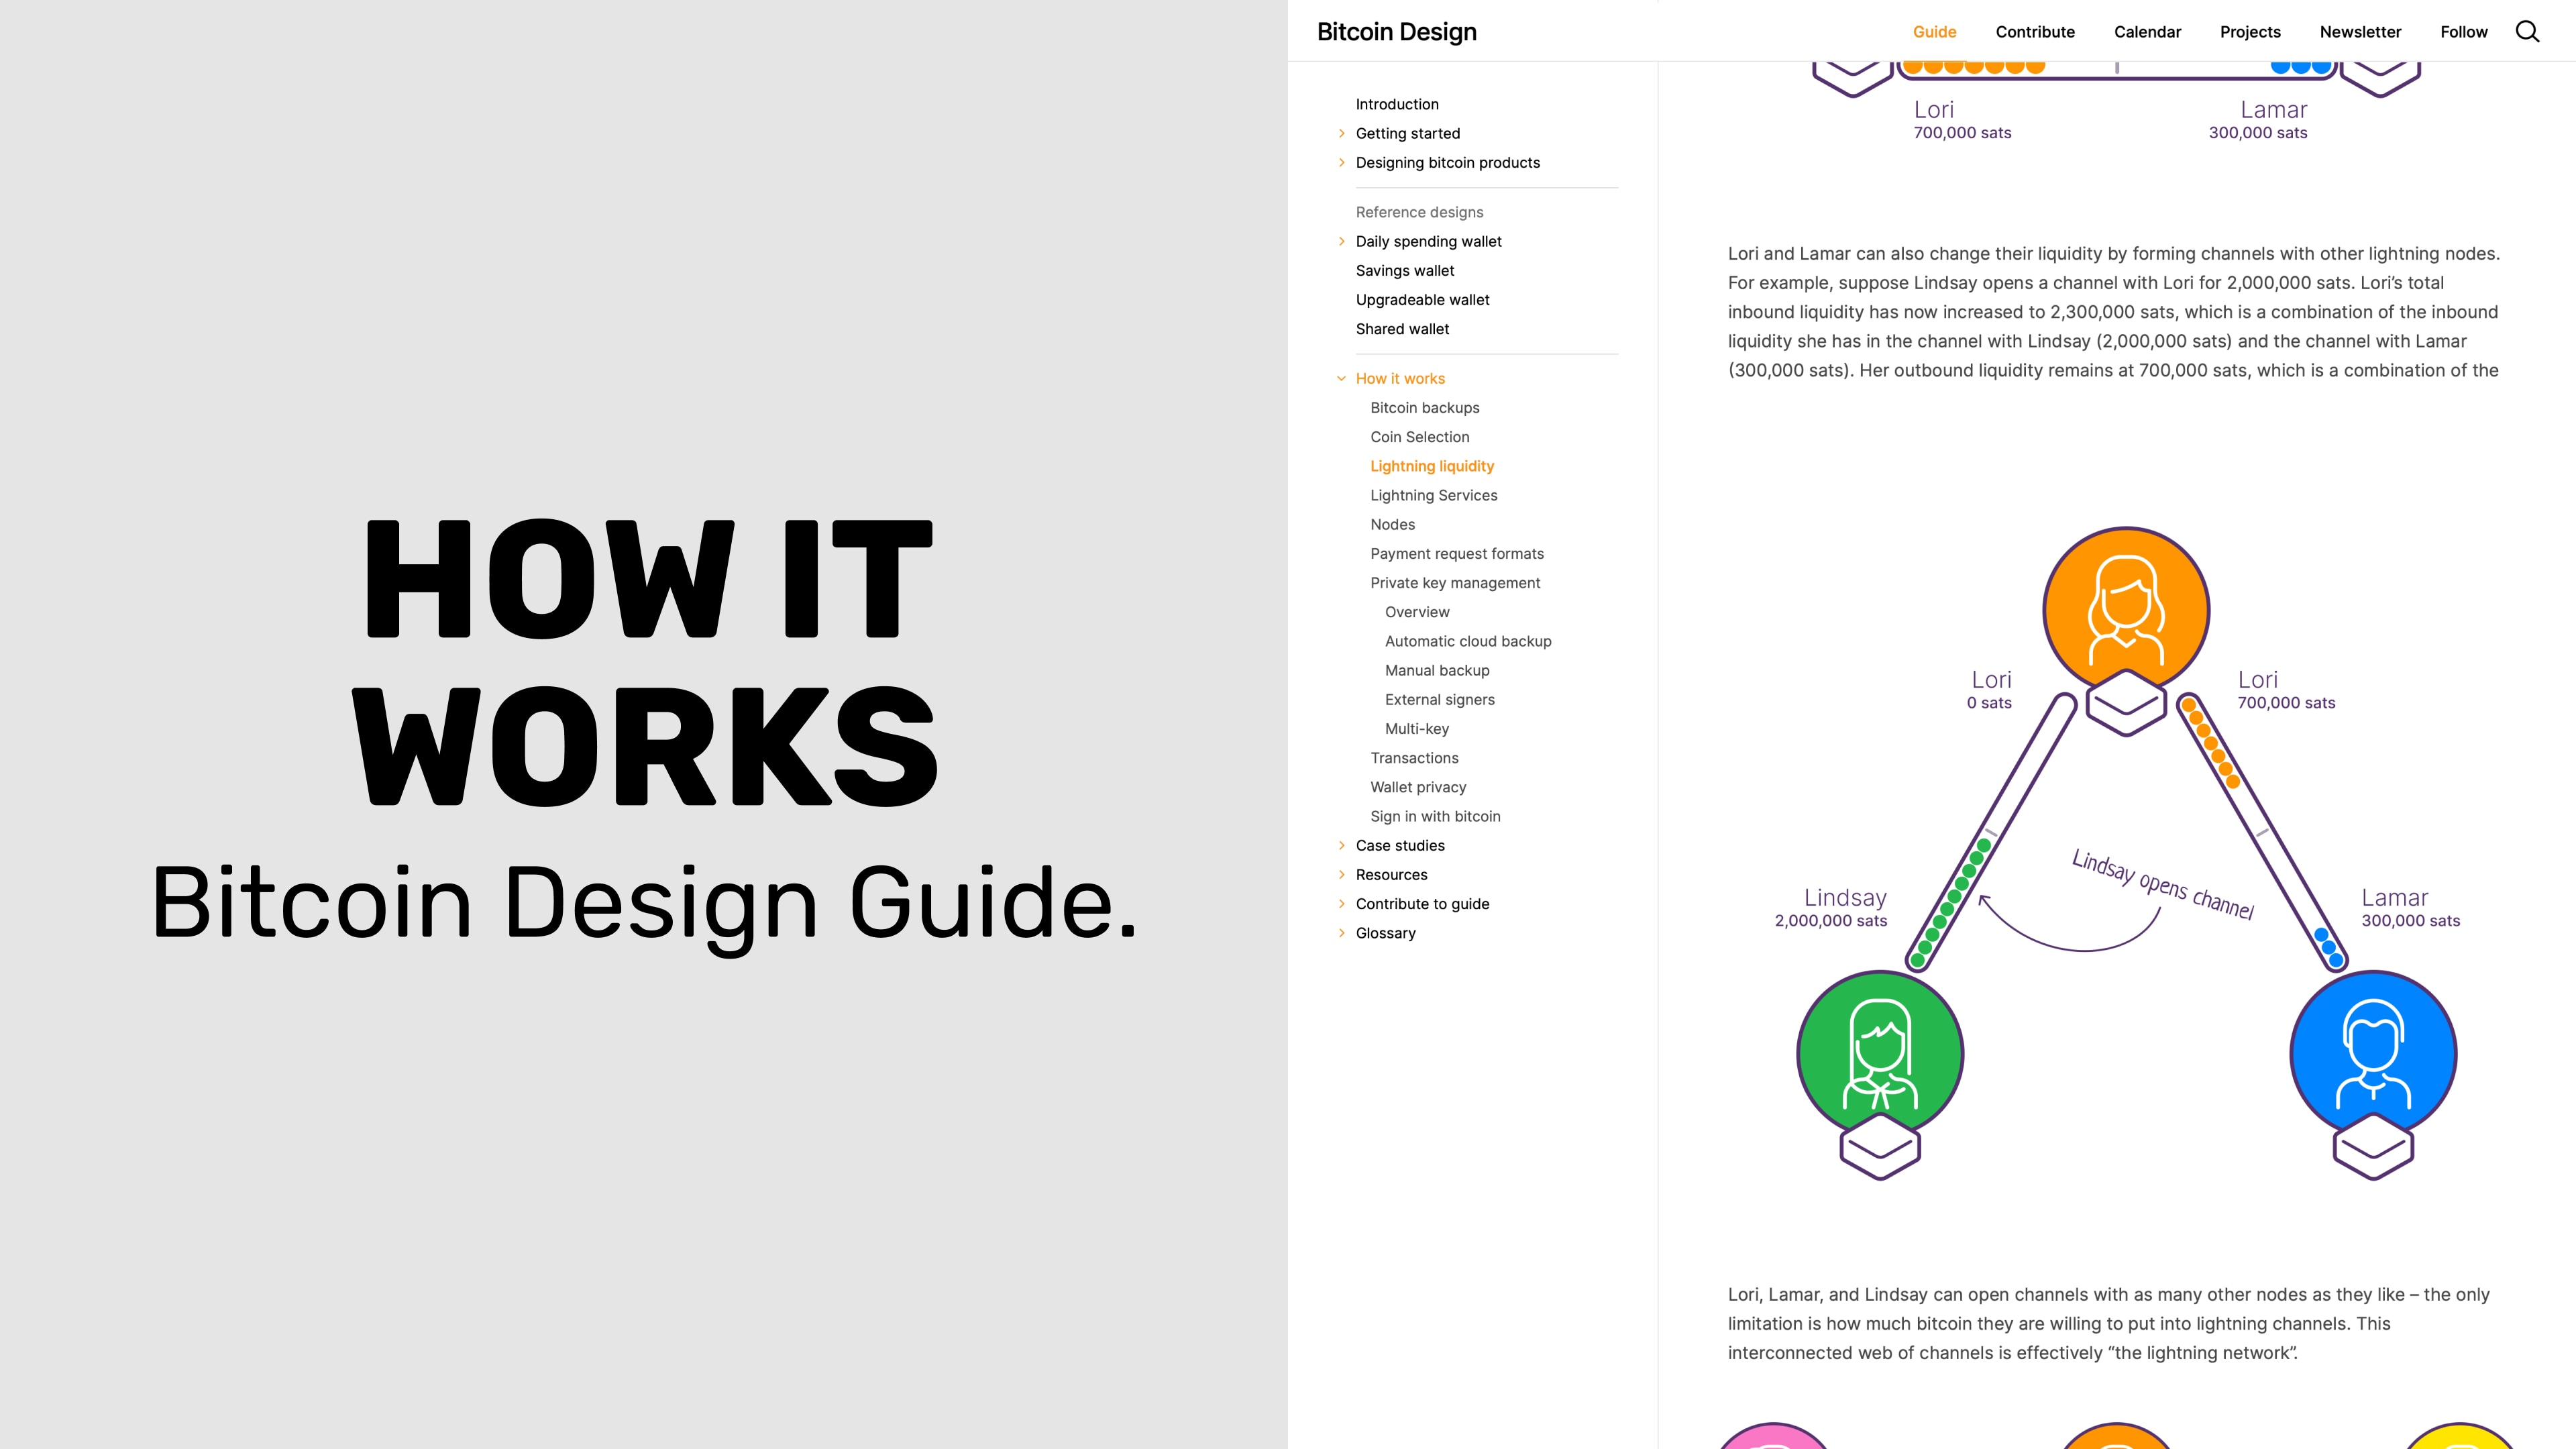 HOW IT
WORKS
Bitcoin Design Guide.
Bitcoin Design
Guide
Contribute
Calendar
Projects
Newsletter
Follow
Introduction
Getting started
Designing bitcoin products
Reference designs
Daily spending wallet
Savings wallet
Upgradeable wallet
Shared wallet
How it works
Bitcoin backups
Coin Selection
Lightning liquidity
Lightning Services
Nodes
Payment request formats
Private key management
Overview
Automatic cloud backup
Manual backup
External signers
Multi-key
Transactions
Wallet privacy
Sign in with bitcoin
Case studies
Resources
Contribute to guide
Glossary
Lori
700,000 sats
Lamar
300,000 sats
Lori and Lamar can also change their liquidity by forming channels with other lightning nodes.
For example, suppose Lindsay opens a channel with Lori for 2,000,000 sats. Lori’s total
inbound liquidity has now increased to 2,300,000 sats, which is a combination of the inbound
liquidity she has in the channel with Lindsay (2,000,000 sats) and the channel with Lamar
(300,000 sats). Her outbound liquidity remains at 700,000 sats, which is a combination of the
Lori
0 sats
Lori
700,000 sats
Lindsay opens channel
Lindsay
2,000,000 sats
Lamar
300,000 sats
Lori, Lamar, and Lindsay can open channels with as many other nodes as they like – the only
limitation is how much bitcoin they are willing to put into lightning channels. This
interconnected web of channels is effectively “the lightning network”.